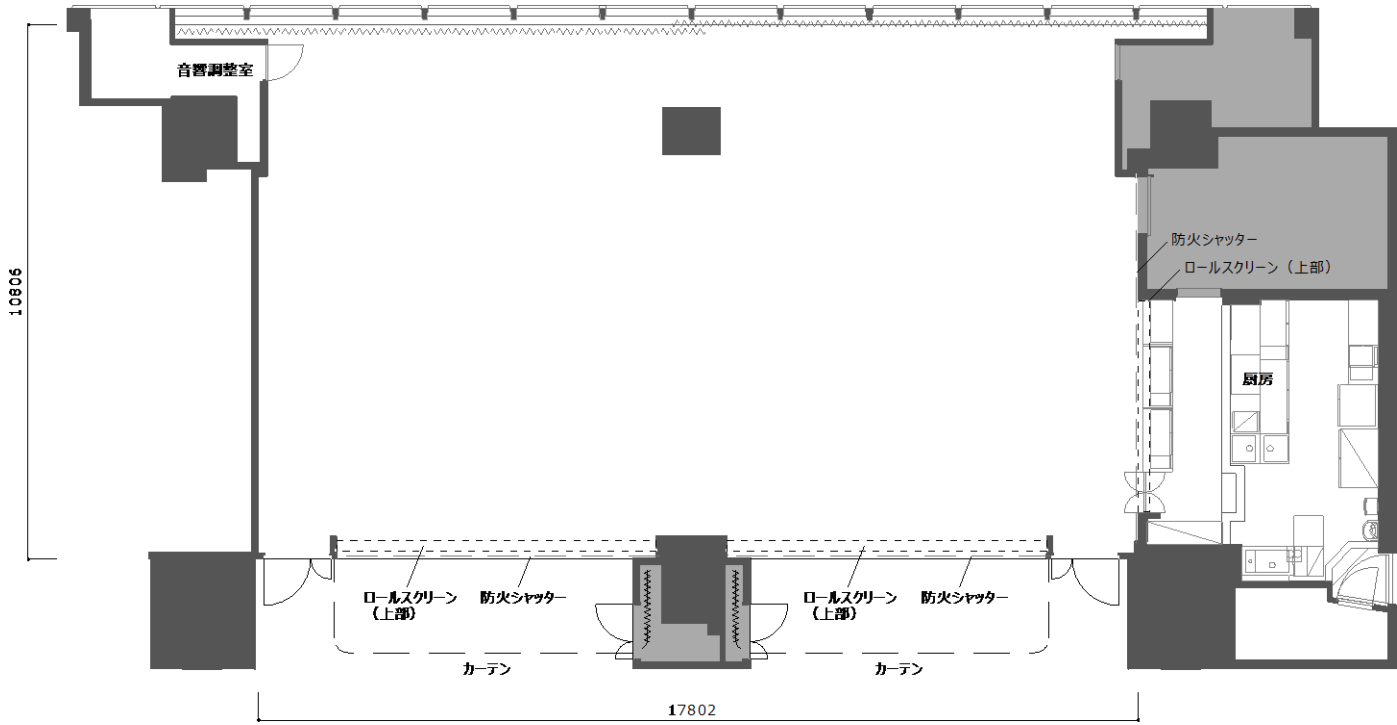 音響調整室
防火シャッター
ロールスクリーン（上部）
10806
厨房
ロールスクリーン
（上部）
防火シャッター
ロールスクリーン
（上部）
防火シャッター
カーテン
カーテン
17802